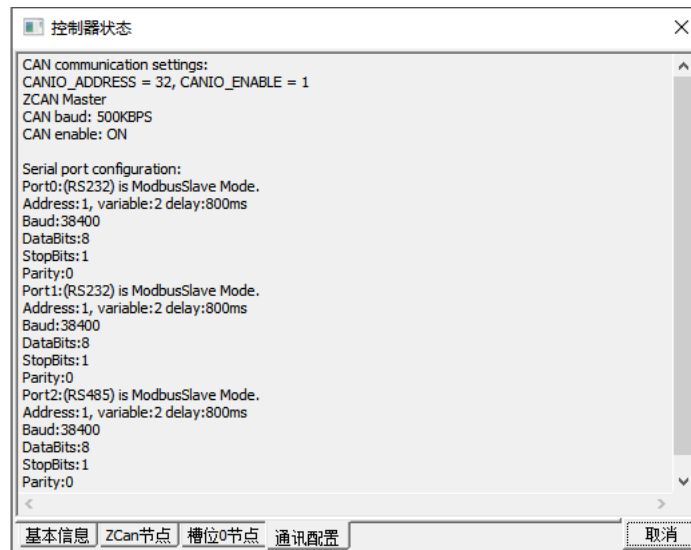 控制器状态
CAN communication settings:
CANIO_ADDRESS = 32, CANIO_ENABLE = 1
ZCAN Master
CAN baud: 500KBPS
CAN enable: ON
Serial port configuration:
Port0:(RS232) is ModbusSlave Mode.
Address:1, variable:2 delay:800ms
Baud:38400
DataBits:8
StopBits:1
Parity:0
Port1:(RS232) is ModbusSlave Mode.
Address:1, variable:2 delay:800ms
Baud:38400
DataBits:8
StopBits:1
Parity:0
Port2:(RS485) is ModbusSlave Mode.
Address:1, variable:2 delay:800ms
Baud:38400
DataBits:8
StopBits:1
Parity:0
基本信息 ZCan节点 槽位0节点 通讯配置 取消